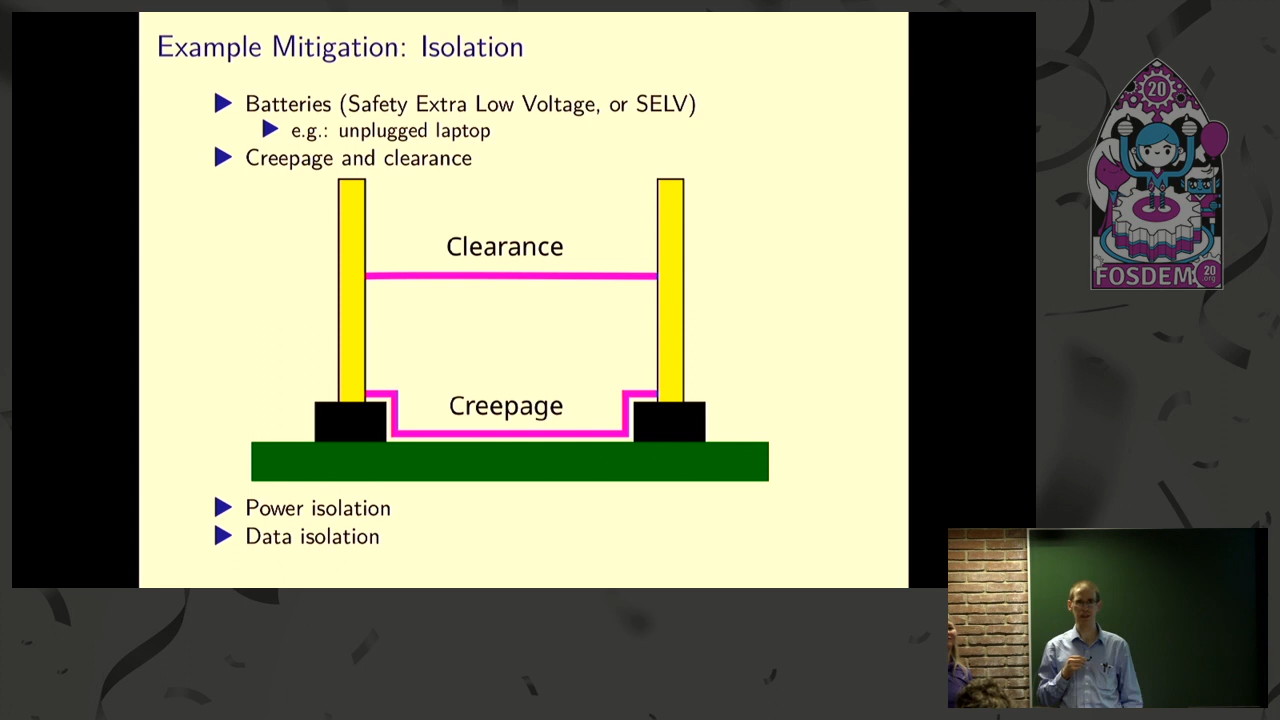 Example Mitigation: Isolation
Batteries (Safety Extra Low Voltage, or SELV)
e.g.: unplugged laptop
Creepage and clearance
Clearance
Creepage
Power isolation
Data isolation
20
FOSDEM
20
.org